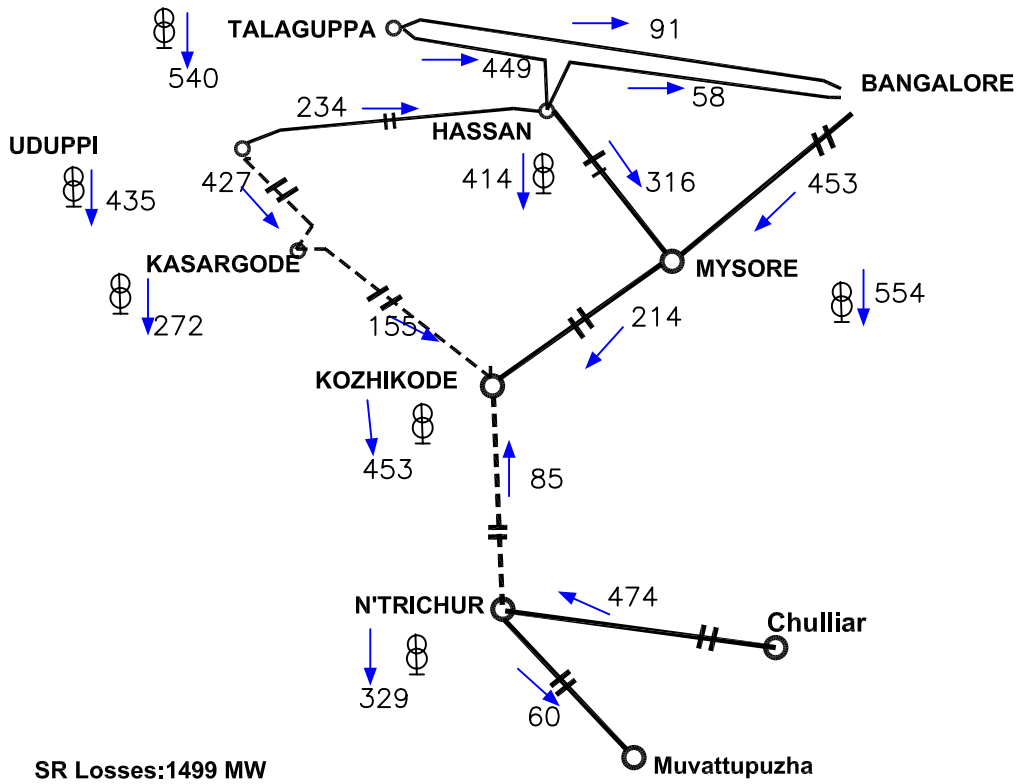 TALAGUPPA
91
540
449
58
BANGALORE
234
HASSAN
UDUPPI
435
427
414
316
453
KASARGODE
272
MYSORE
554
155
214
KOZHIKODE
453
85
N'TRICHUR
474
Chulliar
329
60
Muvattupuzha
SR Losses:1499 MW